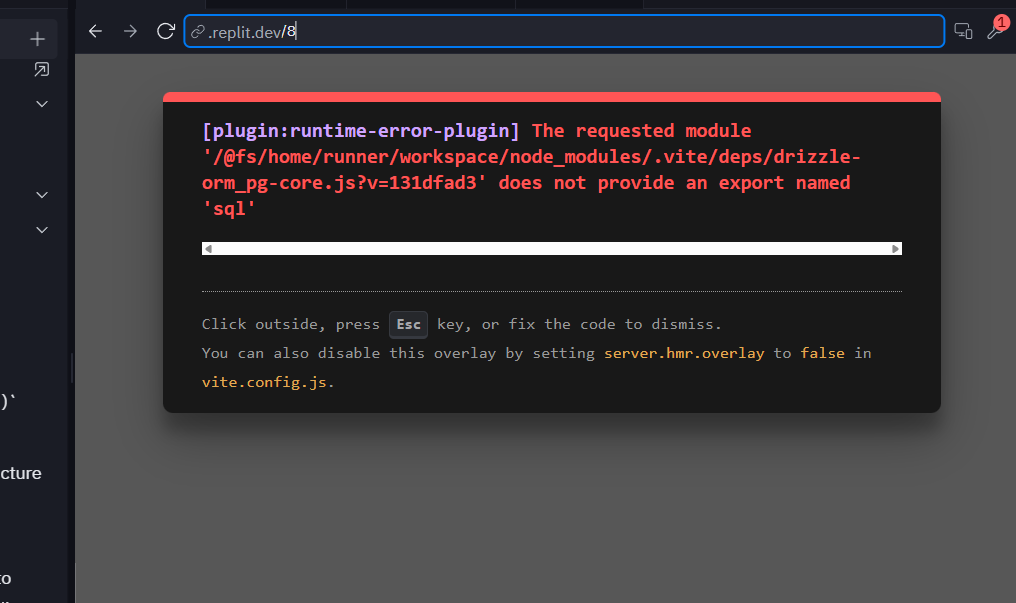 .replit.dev/8
1
[plugin:runtime-error-plugin] The requested module
'/@fs/home/runner/workspace/node_modules/.vite/deps/drizzle-
orm_pg-core.js?v=131dfad3' does not provide an export named
'sql'
Click outside, press Esc key, or fix the code to dismiss.
You can also disable this overlay by setting server.hmr.overlay to false in
vite.config.js.
)`
cture
to